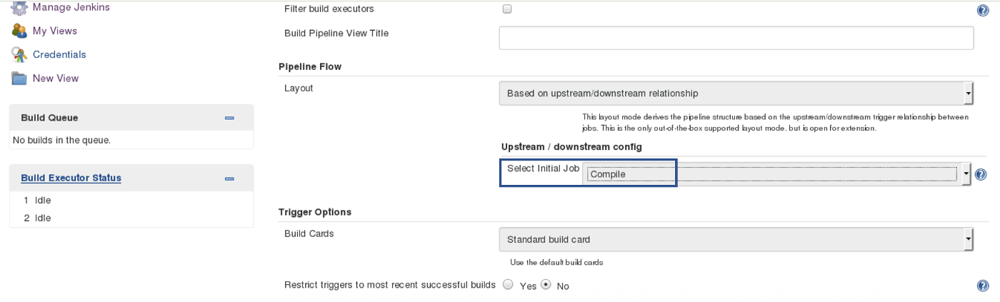 Manage Jenkins
My Views
Credentials
New View
Build Queue
No builds in the queue.
Build Executor Status
1 Idle
2 Idle
Filter build executors
Build Pipeline View Title
Pipeline Flow
Layout
Based on upstream/downstream relationship
This layout mode derives the pipeline structure based on the upstream/downstream trigger relationship between
jobs. This is the only out-of-the-box supported layout mode. but is open for extension.
Upstream / downstream config
Select Initial Job Compile
Trigger Options
Build Cards
Standard build card
Use the default build cards
Restrict triggers to most recent successful builds Yes No